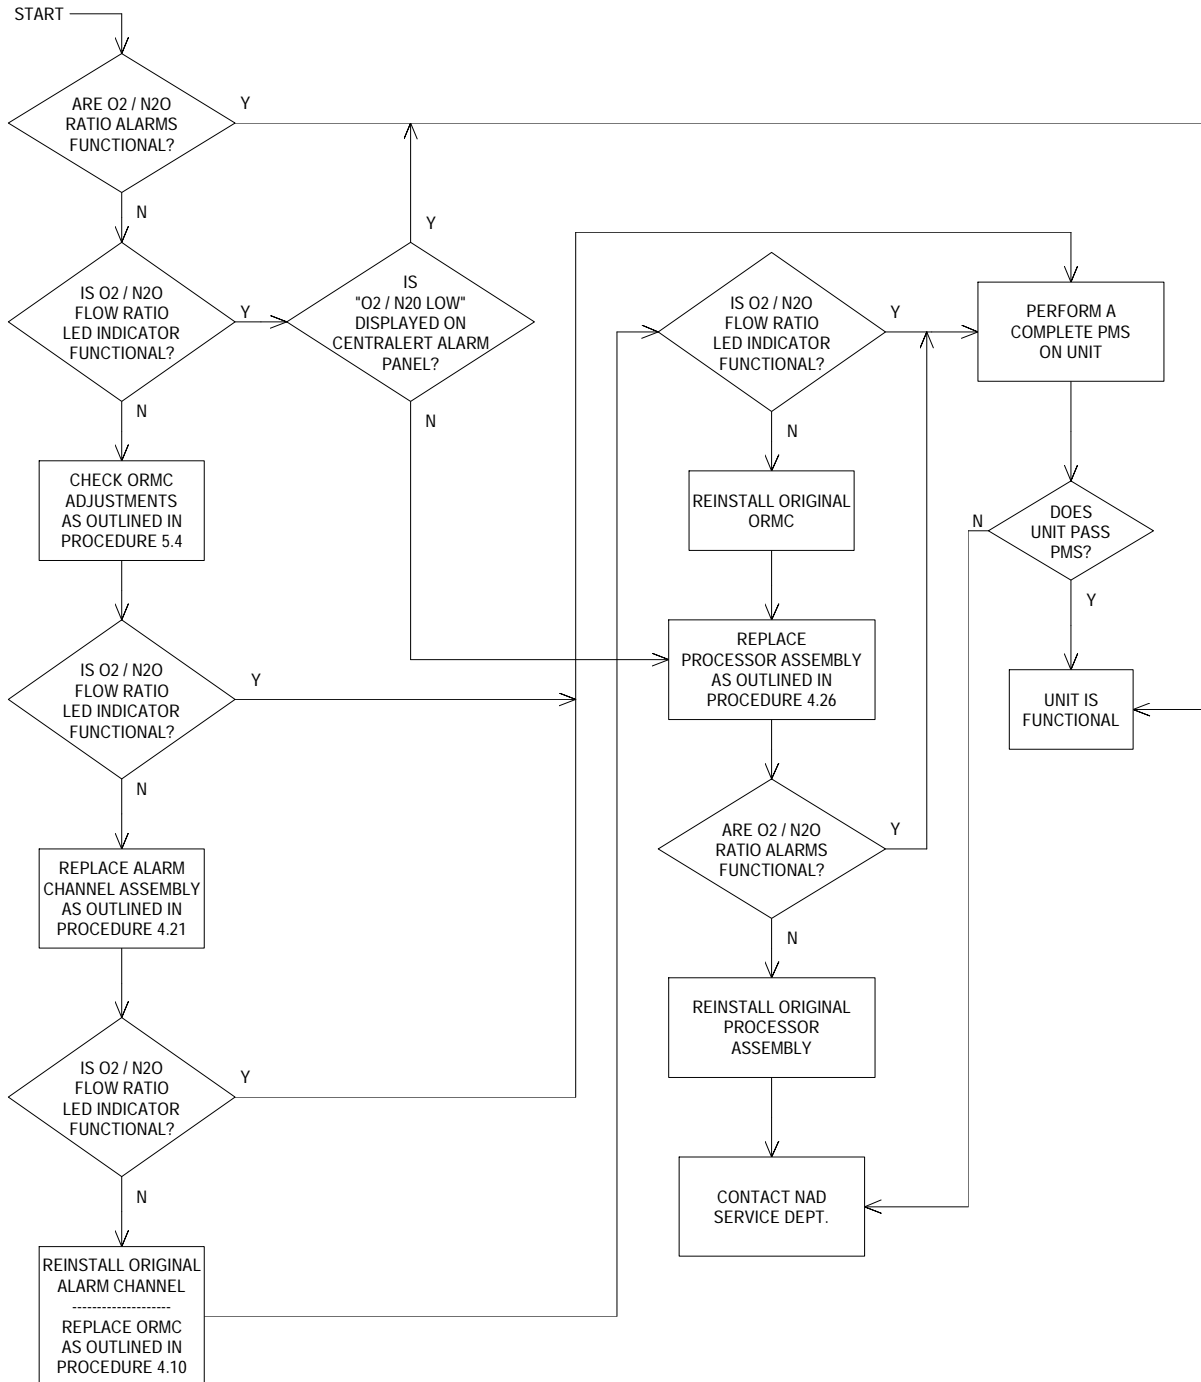 START
ARE O2 / N2O
RATIO ALARMS
FUNCTIONAL?
Y
N
IS O2 / N2O
FLOW RATIO
LED INDICATOR
FUNCTIONAL?
Y
N
IS
"O2 / N20 LOW"
DISPLAYED ON
CENTRALERT ALARM
PANEL?
Y
N
CHECK ORMC
ADJUSTMENTS
AS OUTLINED IN
PROCEDURE 5.4
IS O2 / N2O
FLOW RATIO
LED INDICATOR
FUNCTIONAL?
Y
N
REPLACE ALARM
CHANNEL ASSEMBLY
AS OUTLINED IN
PROCEDURE 4.21
IS O2 / N2O
FLOW RATIO
LED INDICATOR
FUNCTIONAL?
Y
N
REINSTALL ORIGINAL
ALARM CHANNEL
--------------------
REPLACE ORMC
AS OUTLINED IN
PROCEDURE 4.10
IS O2 / N2O
FLOW RATIO
LED INDICATOR
FUNCTIONAL?
Y
N
REINSTALL ORIGINAL
ORMC
REPLACE
PROCESSOR ASSEMBLY
AS OUTLINED IN
PROCEDURE 4.26
ARE O2 / N2O
RATIO ALARMS
FUNCTIONAL?
Y
N
REINSTALL ORIGINAL
PROCESSOR
ASSEMBLY
CONTACT NAD
SERVICE DEPT.
PERFORM A
COMPLETE PMS
ON UNIT
DOES
UNIT PASS
PMS?
N
Y
UNIT IS
FUNCTIONAL